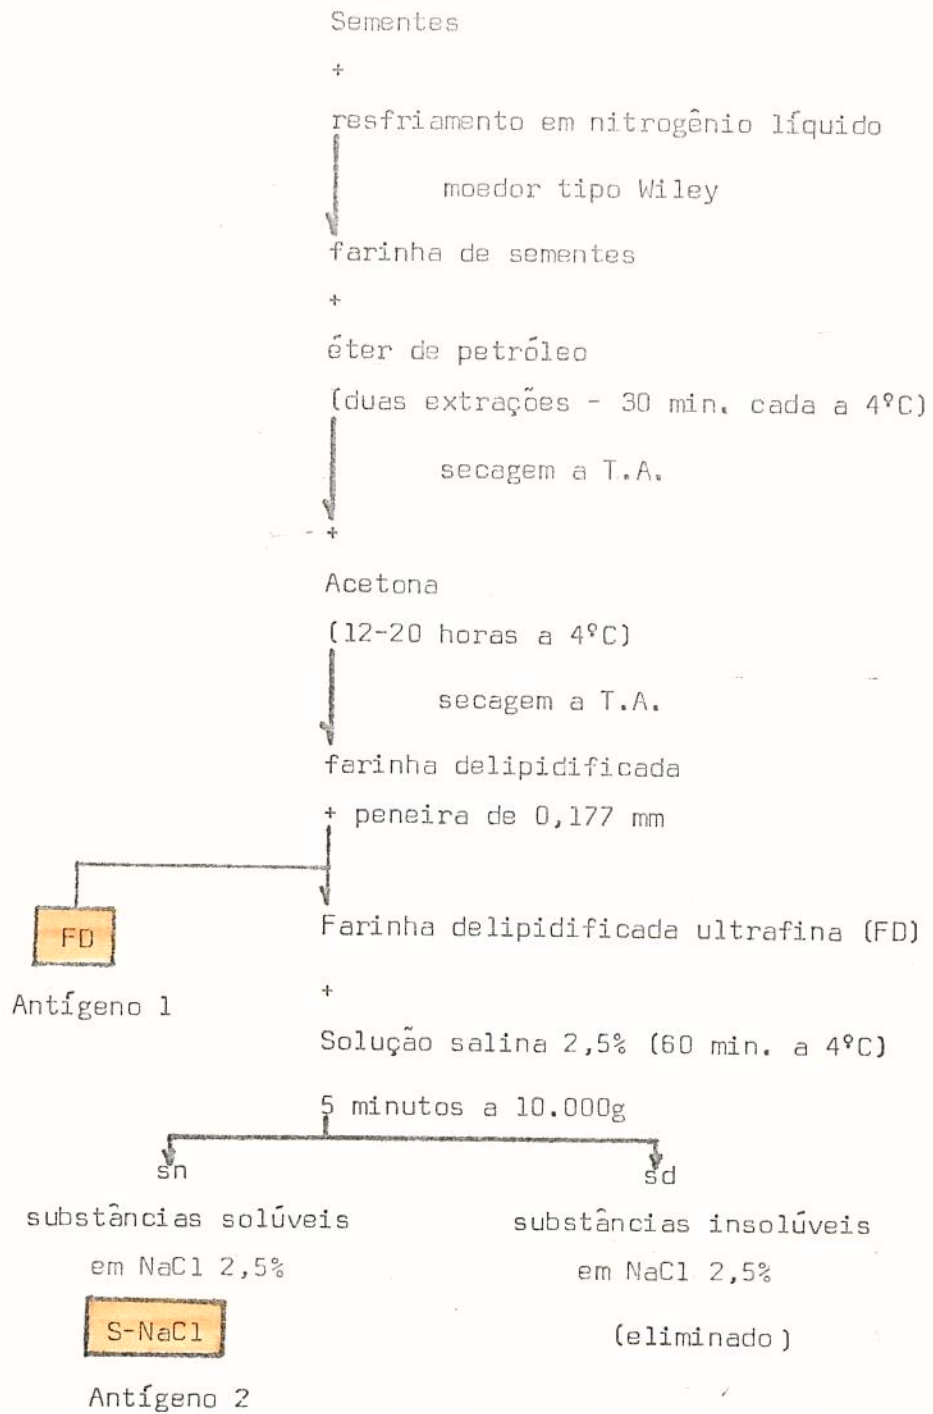 Sementes
+
resfriamento em nitrogênio líquido
moedor tipo Wiley
farinha de sementes
+
éter de petróleo
(duas extrações - 30 min. cada a 4ºC)
secagem a T.A.
+
Acetona
(12-20 horas a 4ºC)
secagem a T.A.
farinha delipidificada
+ peneira de 0,177 mm
FD
Antígeno 1
Farinha delipidificada ultrafina (FD)
+
Solução salina 2,5% (60 min. a 4ºC)
5 minutos a 10.000g
sn
substâncias solúveis
em NaCl 2,5%
S-NaCl
Antígeno 2
sd
substâncias insolúveis
em NaCl 2,5%
(eliminado)